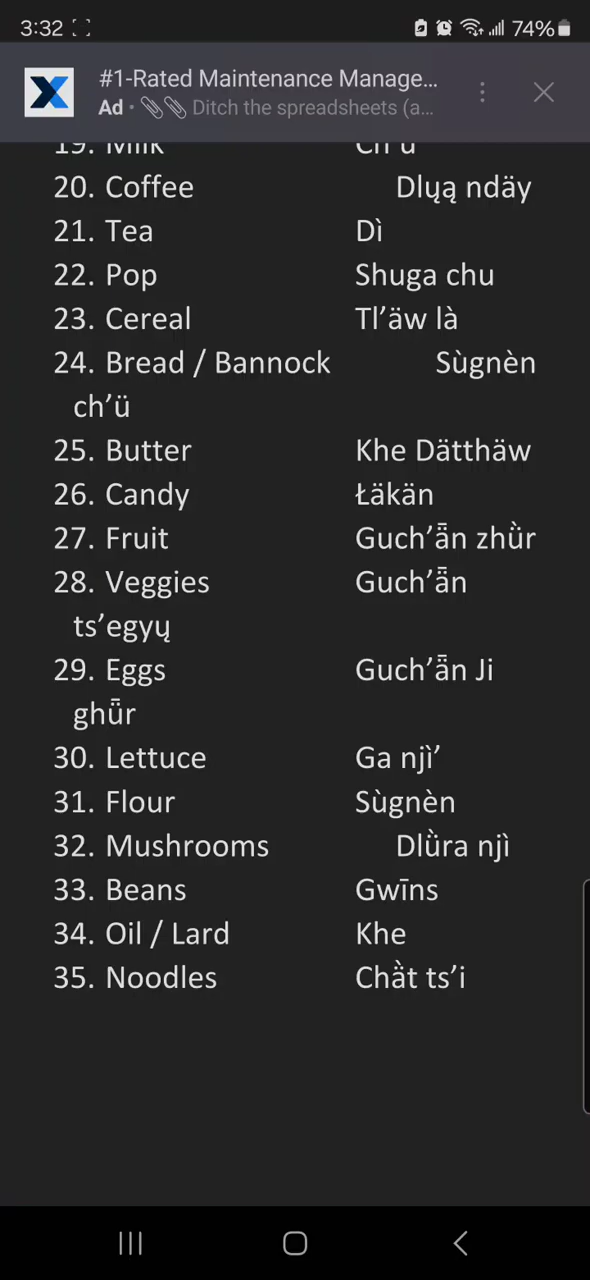 3:32 74%
#1-Rated Maintenance Manage...
Ad · 📎📎 Ditch the spreadsheets (a...
19. Milk
20. Coffee Dlųą ndäy
21. Tea Dì
22. Pop Shuga chu
23. Cereal Tl’äw là
24. Bread / Bannock Sùgnèn
ch’ü
25. Butter Khe Dätthäw
26. Candy Łäkän
27. Fruit Guch’ǟn zhǜr
28. Veggies Guch’ǟn
ts’egyų
29. Eggs Guch’ǟn Ji
ghǖr
30. Lettuce Ga njì’
31. Flour Sùgnèn
32. Mushrooms Dlǜra njì
33. Beans Gwīns
34. Oil / Lard Khe
35. Noodles Chä̀t ts’i